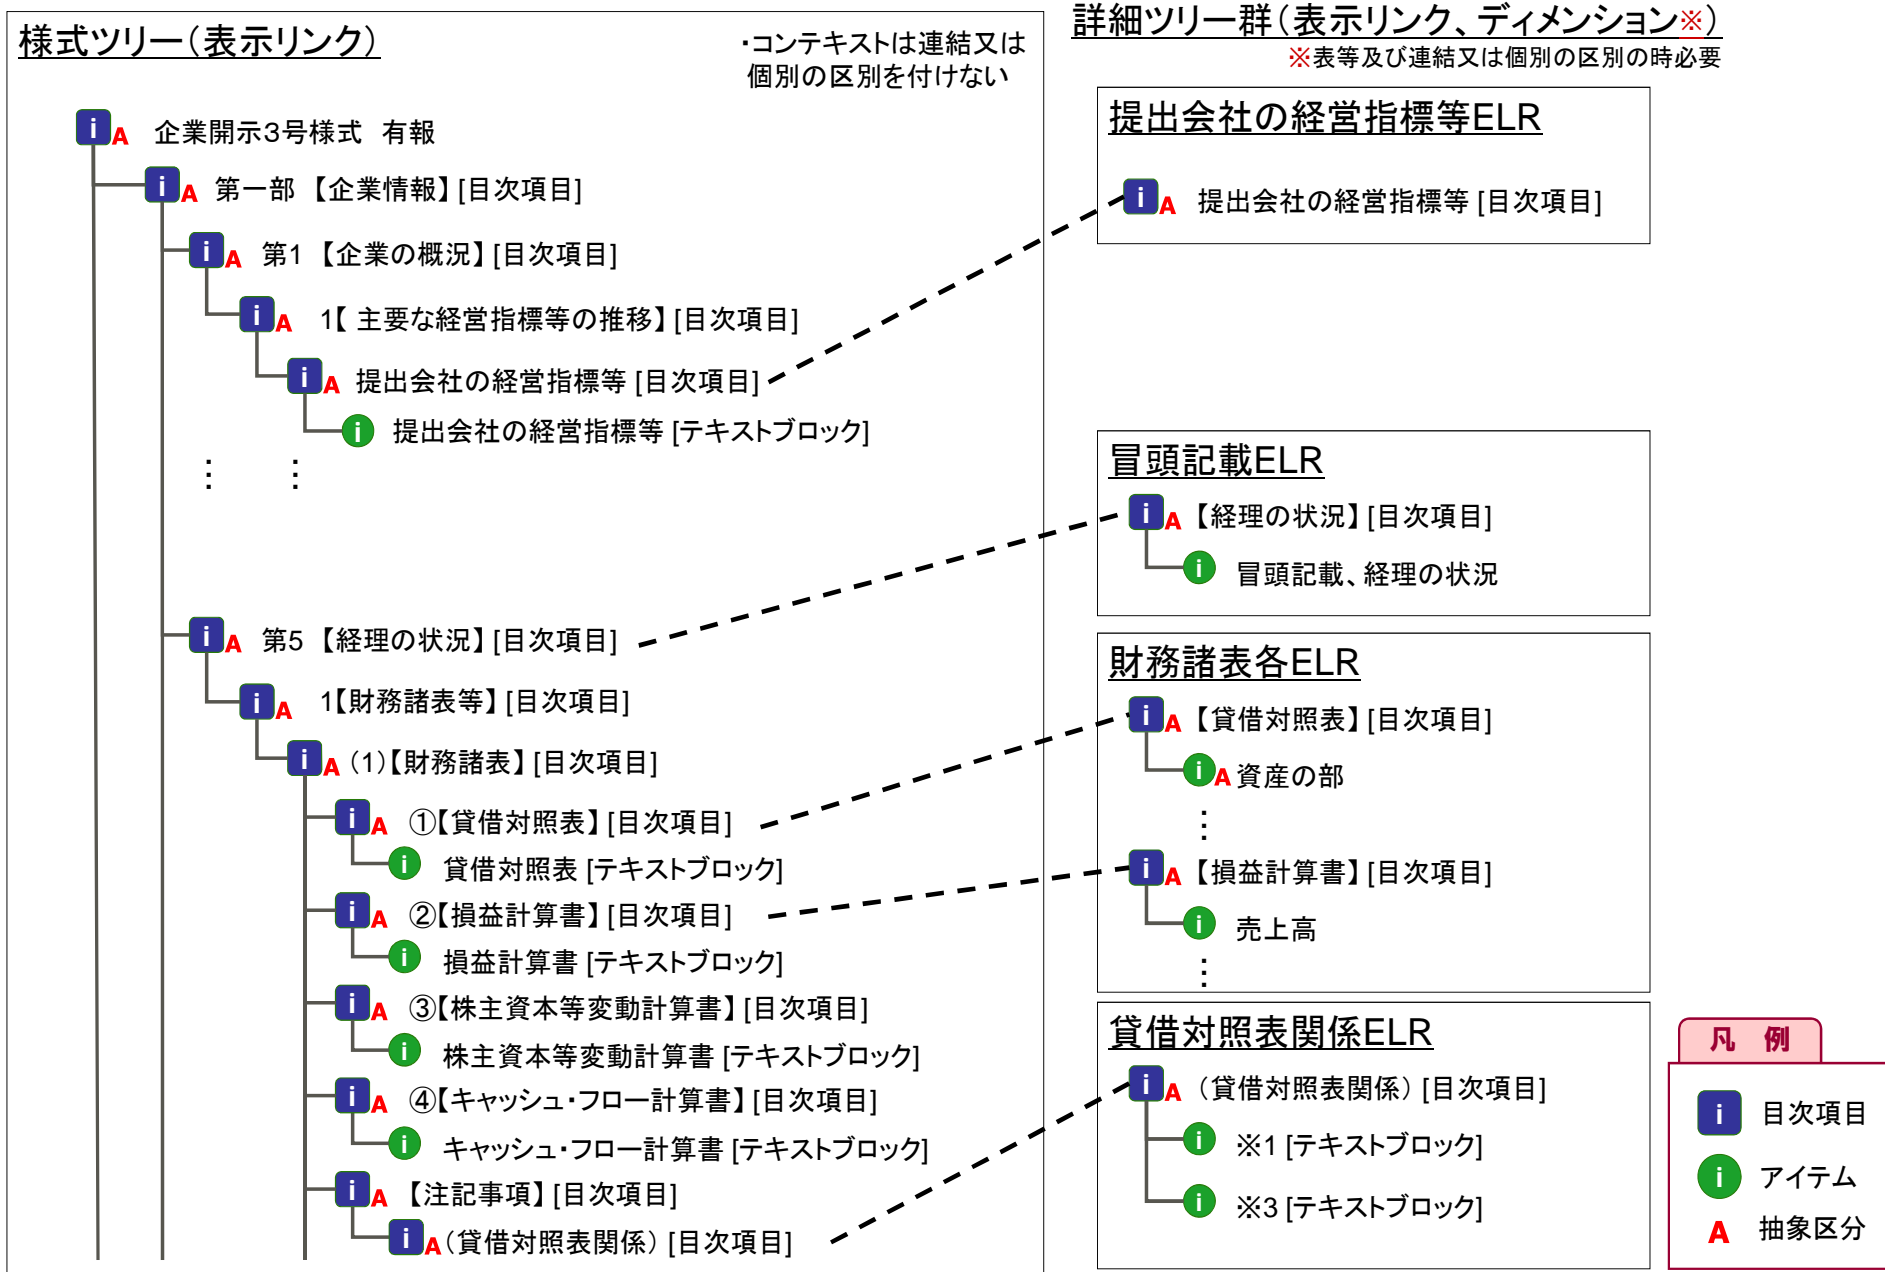 様式ツリー（表示リンク）
・コンテキストは連結又は
個別の区別を付けない
i A 企業開示３号様式 有報
i A 第一部 【企業情報】 [目次項目]
i A 第1 【企業の概況】 [目次項目]
i A 1【 主要な経営指標等の推移】 [目次項目]
i A 提出会社の経営指標等 [目次項目]
i 提出会社の経営指標等 [テキストブロック]
⋮ ⋮
i A 第5 【経理の状況】 [目次項目]
i A 1【財務諸表等】 [目次項目]
i A （1）【財務諸表】 [目次項目]
i A ①【貸借対照表】 [目次項目]
i 貸借対照表 [テキストブロック]
i A ②【損益計算書】 [目次項目]
i 損益計算書 [テキストブロック]
i A ③【株主資本等変動計算書】 [目次項目]
i 株主資本等変動計算書 [テキストブロック]
i A ④【キャッシュ・フロー計算書】 [目次項目]
i キャッシュ・フロー計算書 [テキストブロック]
i A 【注記事項】 [目次項目]
i A （貸借対照表関係） [目次項目]
詳細ツリー群（表示リンク、ディメンション※）
※表等及び連結又は個別の区別の時必要
提出会社の経営指標等ELR
i A 提出会社の経営指標等 [目次項目]
冒頭記載ELR
i A 【経理の状況】 [目次項目]
i 冒頭記載、経理の状況
財務諸表各ELR
i A 【貸借対照表】 [目次項目]
i A 資産の部
⋮
i A 【損益計算書】 [目次項目]
i 売上高
⋮
貸借対照表関係ELR
i A （貸借対照表関係） [目次項目]
i ※1 [テキストブロック]
i ※3 [テキストブロック]
凡 例
i 目次項目
i アイテム
A 抽象区分